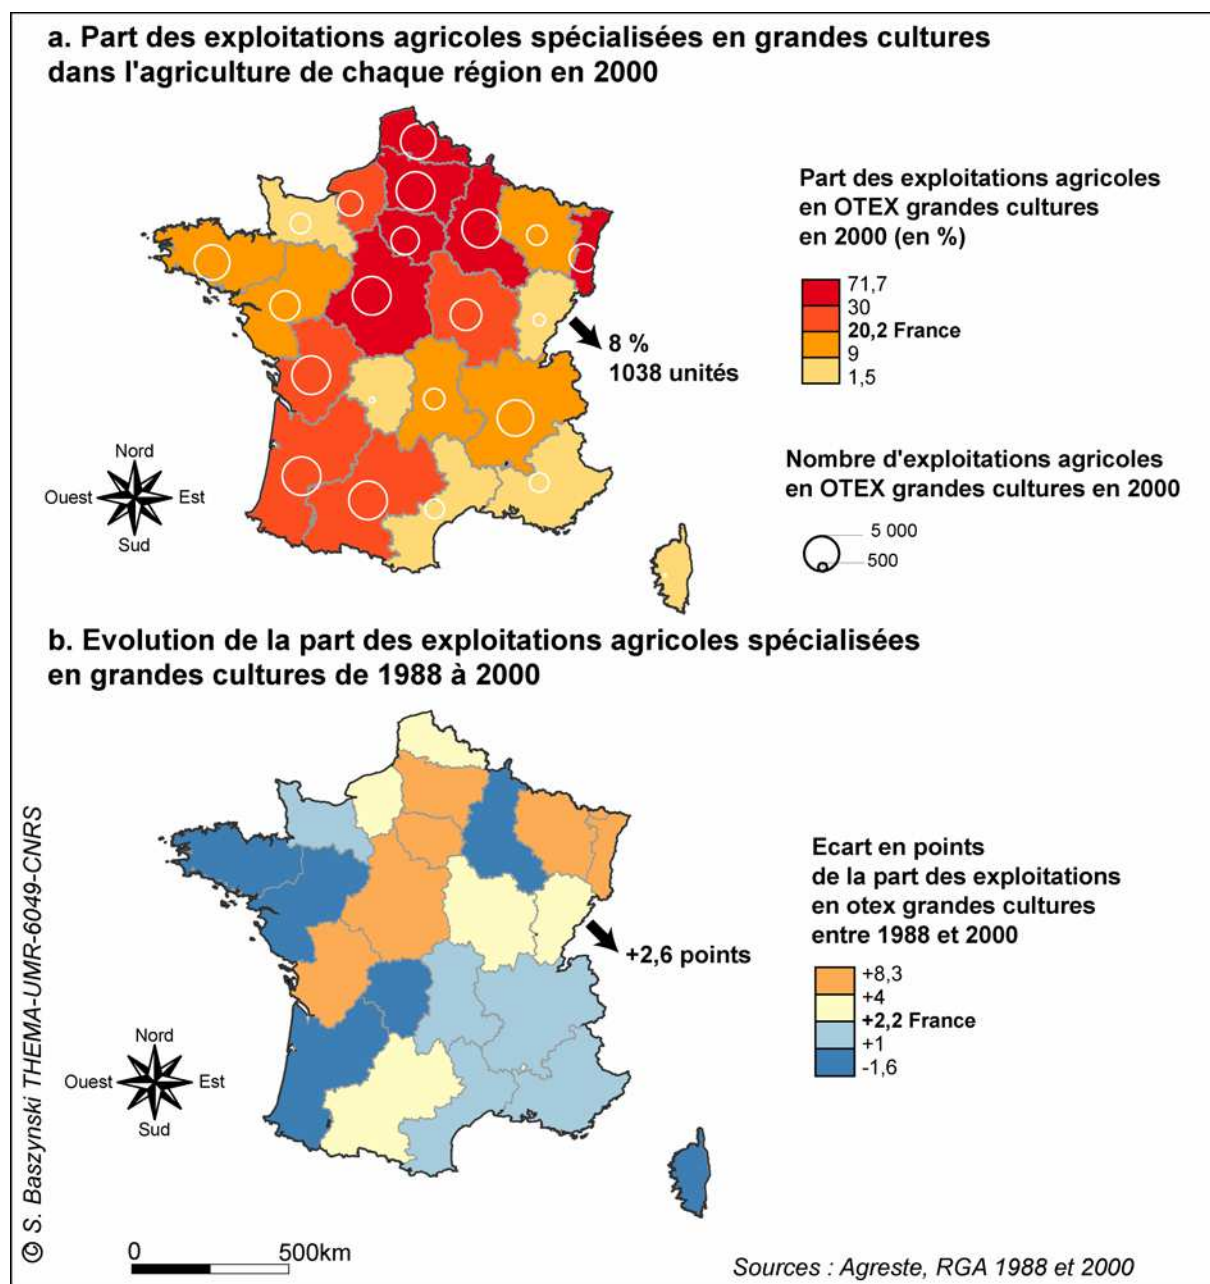 a. Part des exploitations agricoles spécialisées en grandes cultures
dans l'agriculture de chaque région en 2000
Part des exploitations agricoles
en OTEX grandes cultures
en 2000 (en %)
71,7
30
20,2 France
9
1,5
8 %
1038 unités
Nord
Ouest
Est
Sud
Nombre d'exploitations agricoles
en OTEX grandes cultures en 2000
5 000
500
b. Evolution de la part des exploitations agricoles spécialisées
en grandes cultures de 1988 à 2000
Ecart en points
de la part des exploitations
en otex grandes cultures
entre 1988 et 2000
+8,3
+4
+2,2 France
+1
-1,6
+2,6 points
Nord
Ouest
Est
Sud
© S. Baszynski THEMA-UMR-6049-CNRS
0
500km
Sources : Agreste, RGA 1988 et 2000